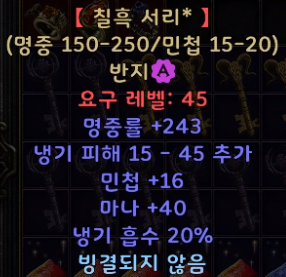 【 칠흑 서리* 】
(명중 150-250/민첩 15-20)
반지 A
요구 레벨: 45
명중률 +243
냉기 피해 15 - 45 추가
민첩 +16
마나 +40
냉기 흡수 20%
빙결되지 않음